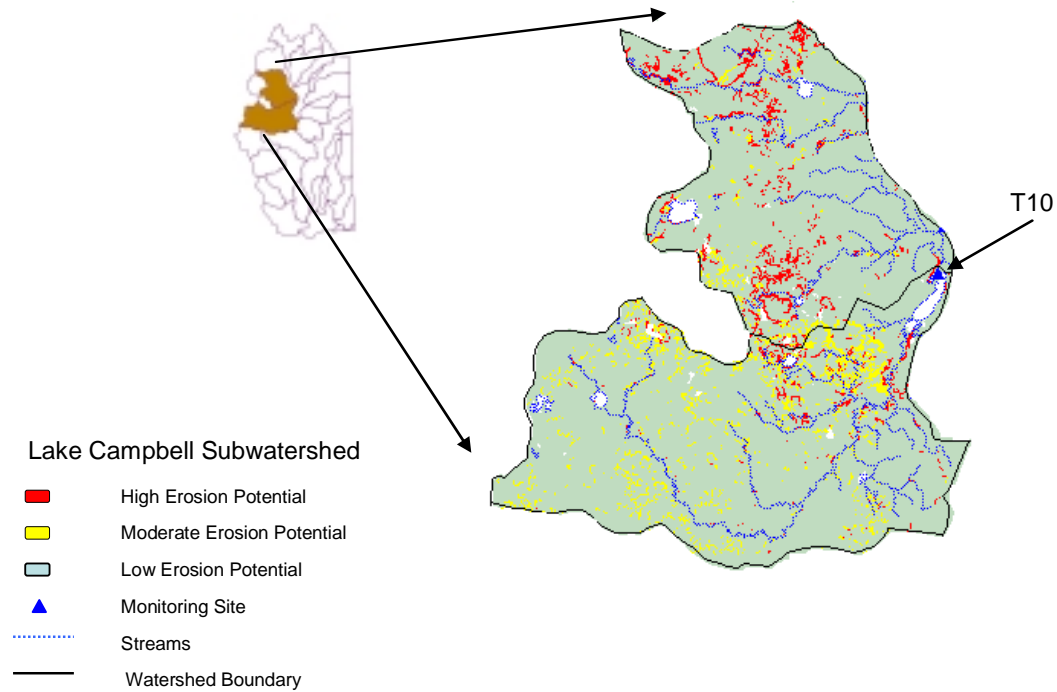 T10
Lake Campbell Subwatershed
High Erosion Potential
Moderate Erosion Potential
Low Erosion Potential
Monitoring Site
Streams
Watershed Boundary